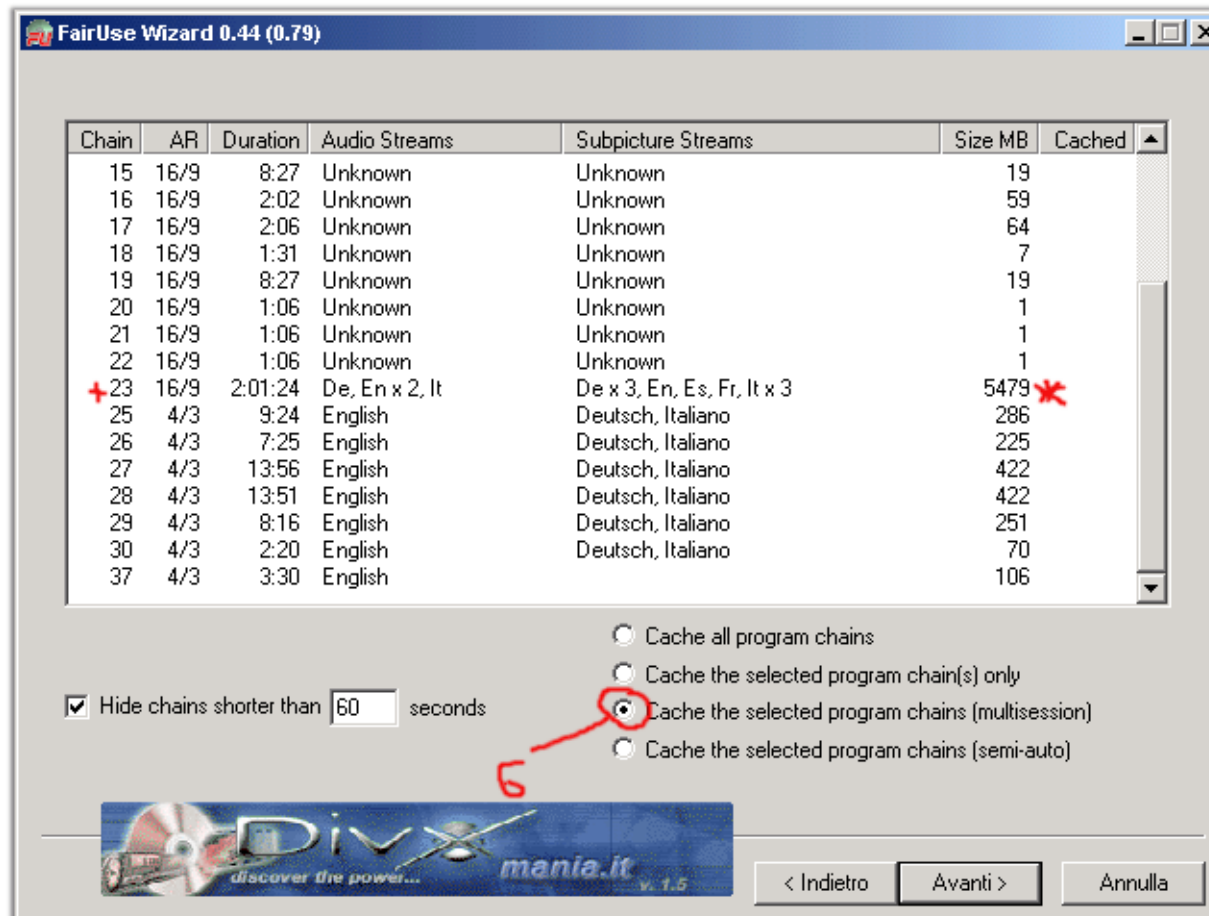 FairUse Wizard 0.44 (0.79)
Chain AR Duration Audio Streams Subpicture Streams Size MB Cached
15 16/9 8:27 Unknown Unknown 19
16 16/9 2:02 Unknown Unknown 59
17 16/9 2:06 Unknown Unknown 64
18 16/9 1:31 Unknown Unknown 7
19 16/9 8:27 Unknown Unknown 19
20 16/9 1:06 Unknown Unknown 1
21 16/9 1:06 Unknown Unknown 1
22 16/9 1:06 Unknown Unknown 1
23 16/9 2:01:24 De, En x 2, It De x 3, En, Es, Fr, It x 3 5479
25 4/3 9:24 English Deutsch, Italiano 286
26 4/3 7:25 English Deutsch, Italiano 225
27 4/3 13:56 English Deutsch, Italiano 422
28 4/3 13:51 English Deutsch, Italiano 422
29 4/3 8:16 English Deutsch, Italiano 251
30 4/3 2:20 English Deutsch, Italiano 70
37 4/3 3:30 English 106
Cache all program chains
Cache the selected program chain(s) only
Hide chains shorter than 60 seconds
Cache the selected program chains (multisession)
Cache the selected program chains (semi-auto)
6
DivX
mania.it
discover the power... v. 1.5
< Indietro Avanti > Annulla